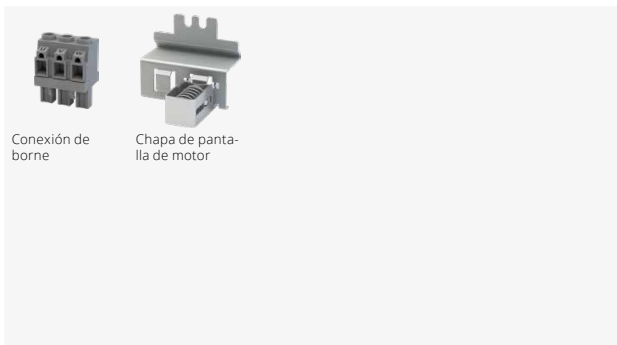 Conexión de
borne
Chapa de panta-
lla de motor